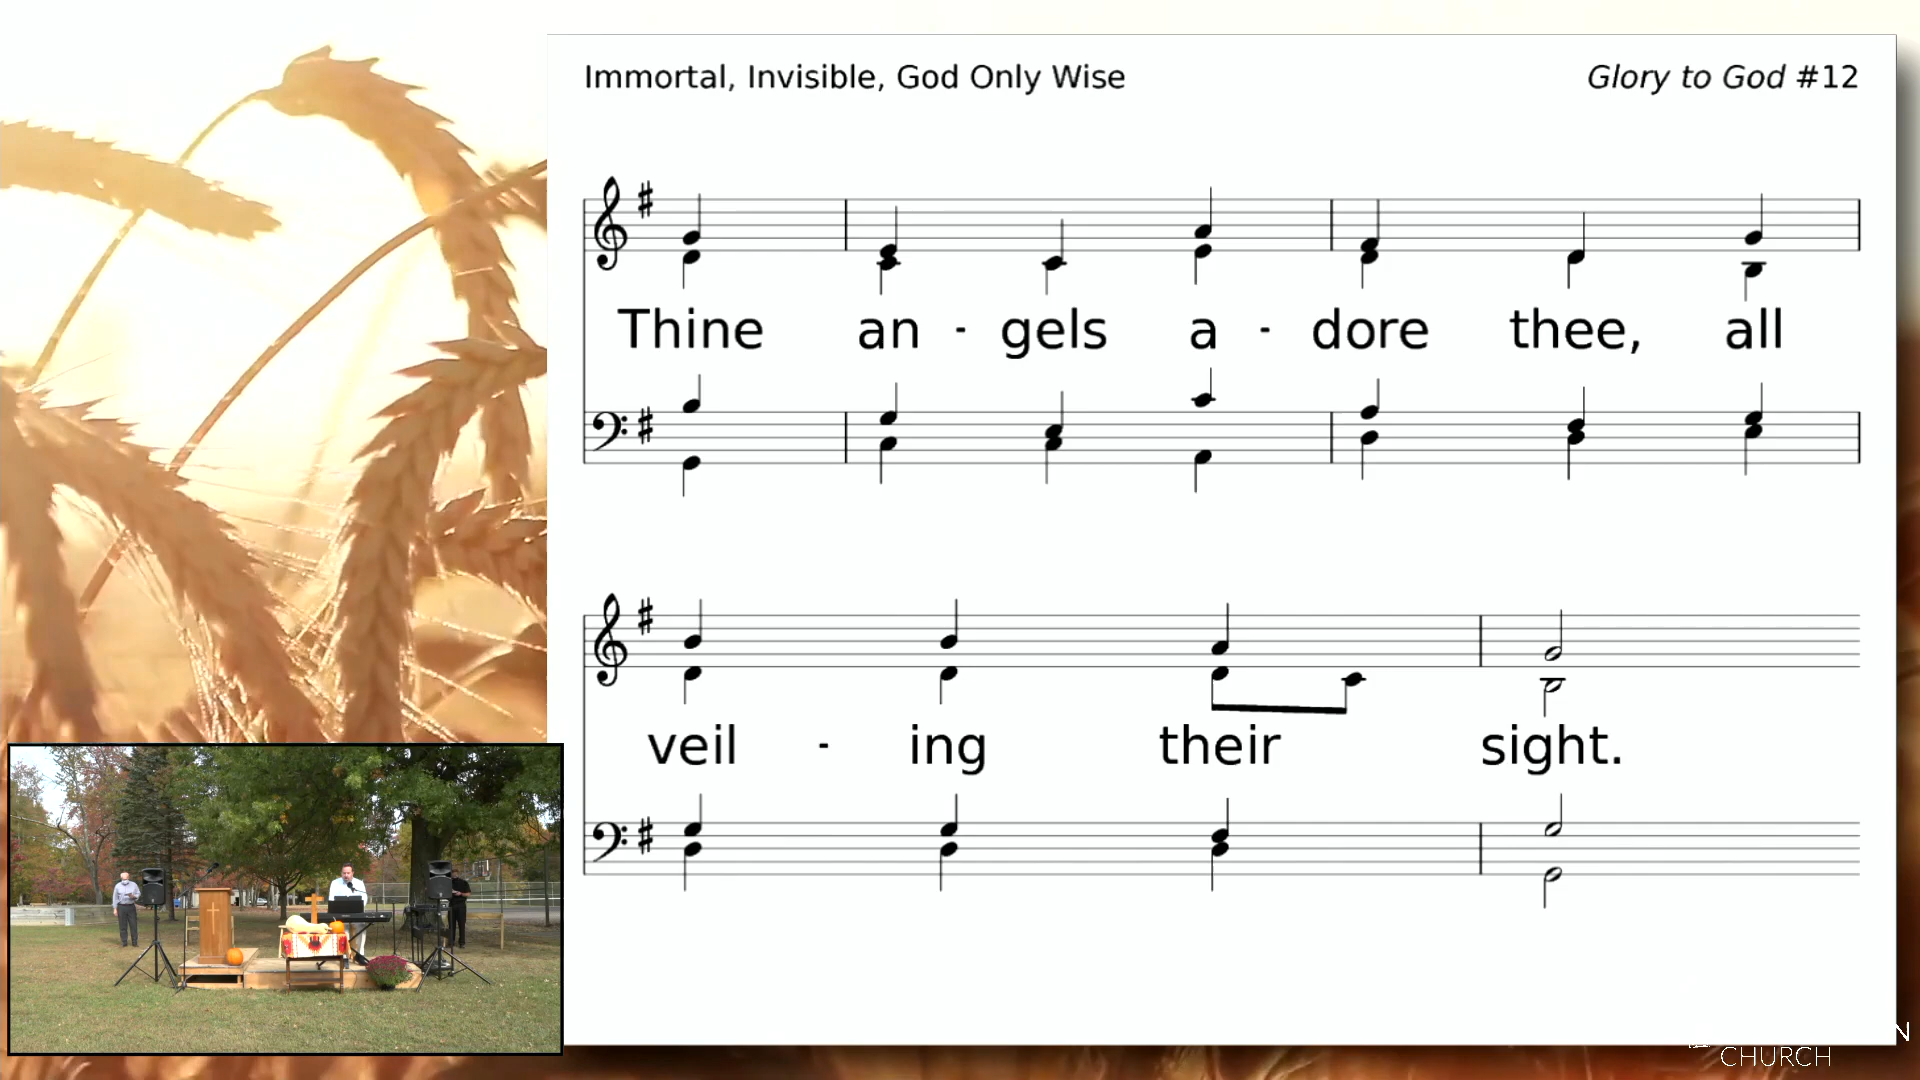 Immortal, Invisible, God Only Wise
Glory to God #12
Thine an - gels a - dore thee, all
veil - ing their sight.
N
CHURCH